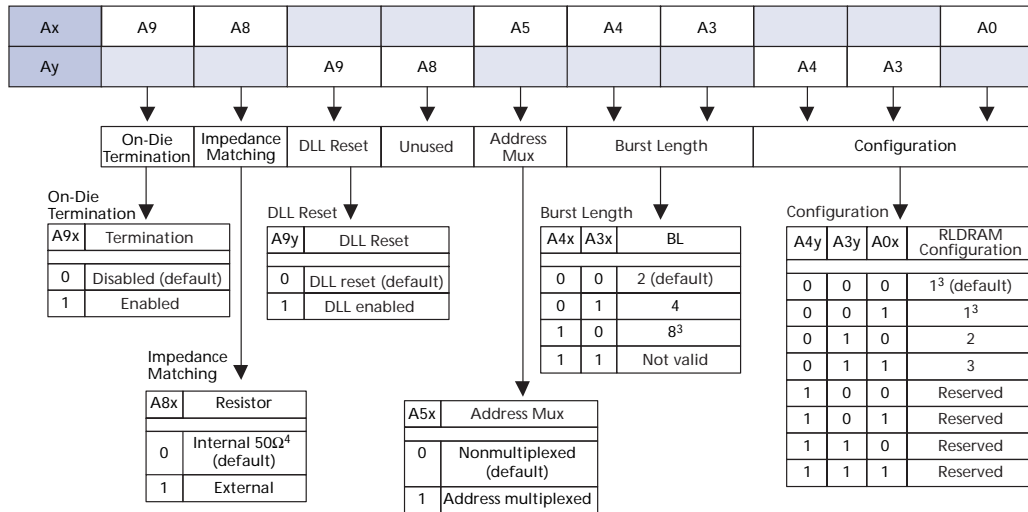 Ax A9 A8 A5 A4 A3 A0
Ay A9 A8 A4 A3
On-Die Termination
Impedance Matching
DLL Reset
Unused
Address Mux
Burst Length
Configuration
On-Die
Termination
A9x Termination
0 Disabled (default)
1 Enabled
DLL Reset
A9y DLL Reset
0 DLL reset (default)
1 DLL enabled
Burst Length
A4x A3x BL
0 0 2 (default)
0 1 4
1 0 8³
1 1 Not valid
Configuration
A4y A3y A0x RLDRAM Configuration
0 0 0 1³ (default)
0 0 1 1³
0 1 0 2
0 1 1 3
1 0 0 Reserved
1 0 1 Reserved
1 1 0 Reserved
1 1 1 Reserved
Impedance
Matching
A8x Resistor
0 Internal 50Ω⁴ (default)
1 External
A5x Address Mux
0 Nonmultiplexed (default)
1 Address multiplexed